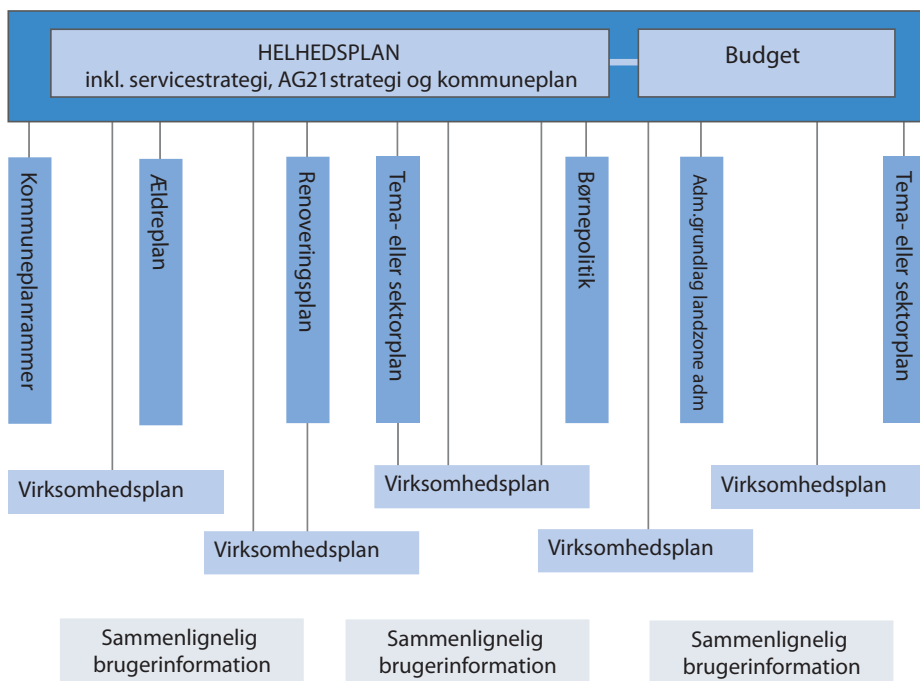 HELHEDSPLAN
inkl. servicestrategi, AG21strategi og kommuneplan
Budget
Kommuneplanrammer
Ældreplan
Renoveringsplan
Tema- eller sektorplan
Børnepolitik
Adm.grundlag landzone adm
Tema- eller sektorplan
Virksomhedsplan
Virksomhedsplan
Virksomhedsplan
Virksomhedsplan
Virksomhedsplan
Sammenlignelig
brugerinformation
Sammenlignelig
brugerinformation
Sammenlignelig
brugerinformation